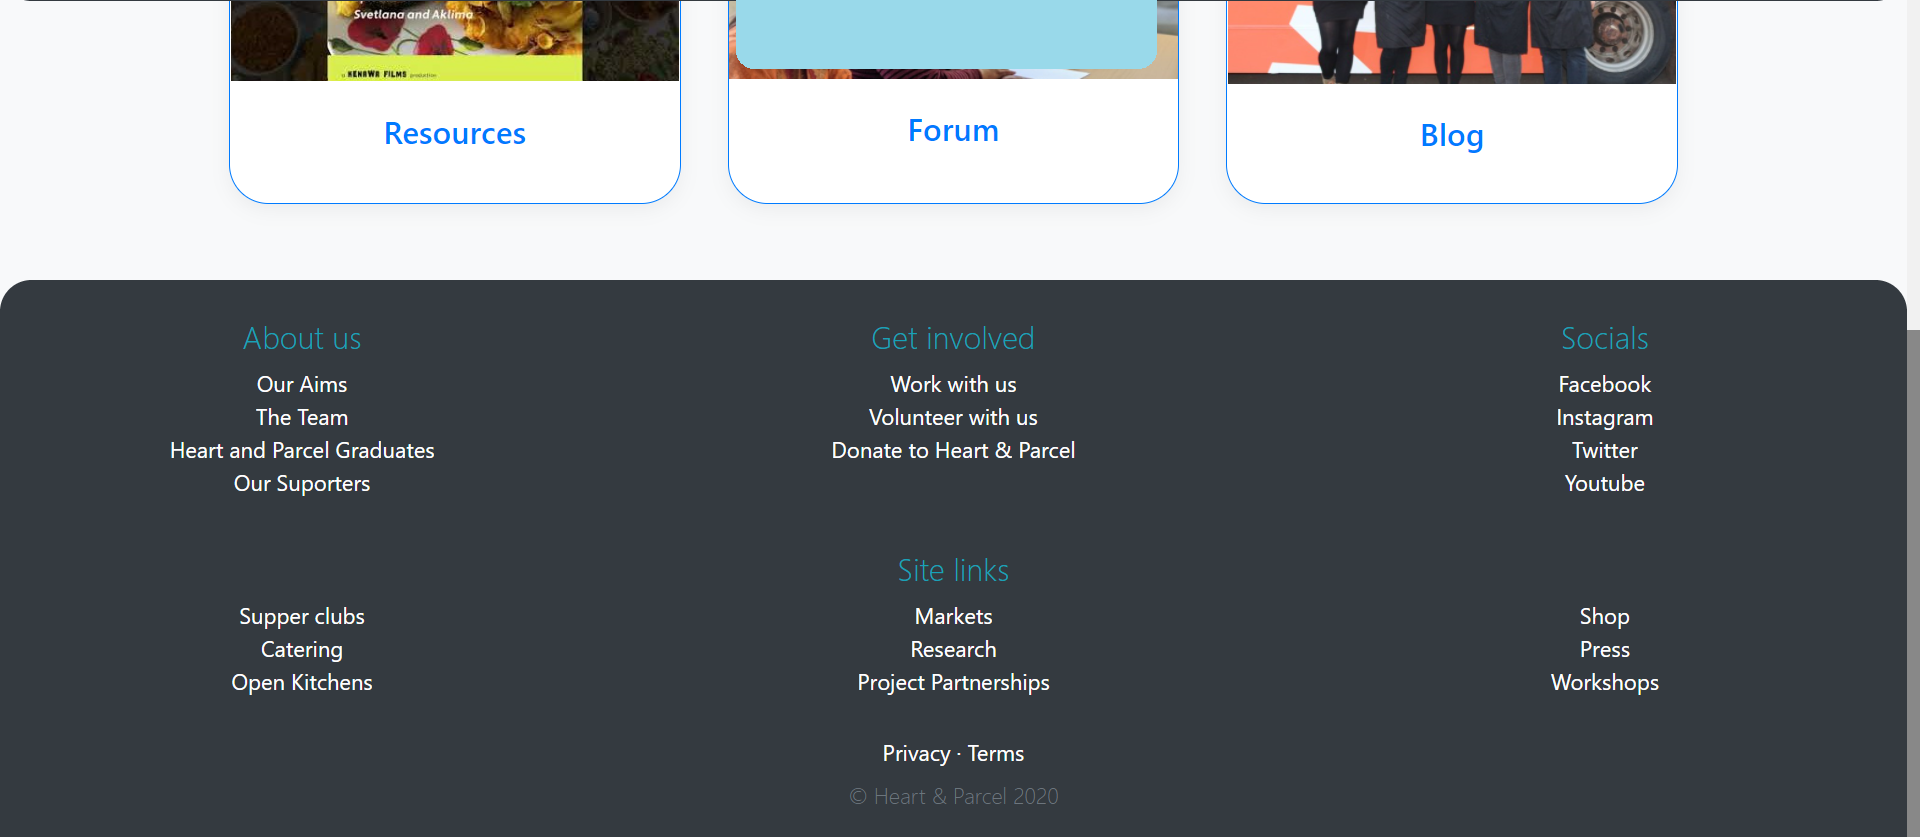 Svetlana and Aklima
a KENAWA FILMS production
Resources
Forum
Blog
About us
Our Aims
The Team
Heart and Parcel Graduates
Our Suporters
Get involved
Work with us
Volunteer with us
Donate to Heart & Parcel
Socials
Facebook
Instagram
Twitter
Youtube
Site links
Supper clubs
Catering
Open Kitchens
Markets
Research
Project Partnerships
Shop
Press
Workshops
Privacy · Terms
© Heart & Parcel 2020